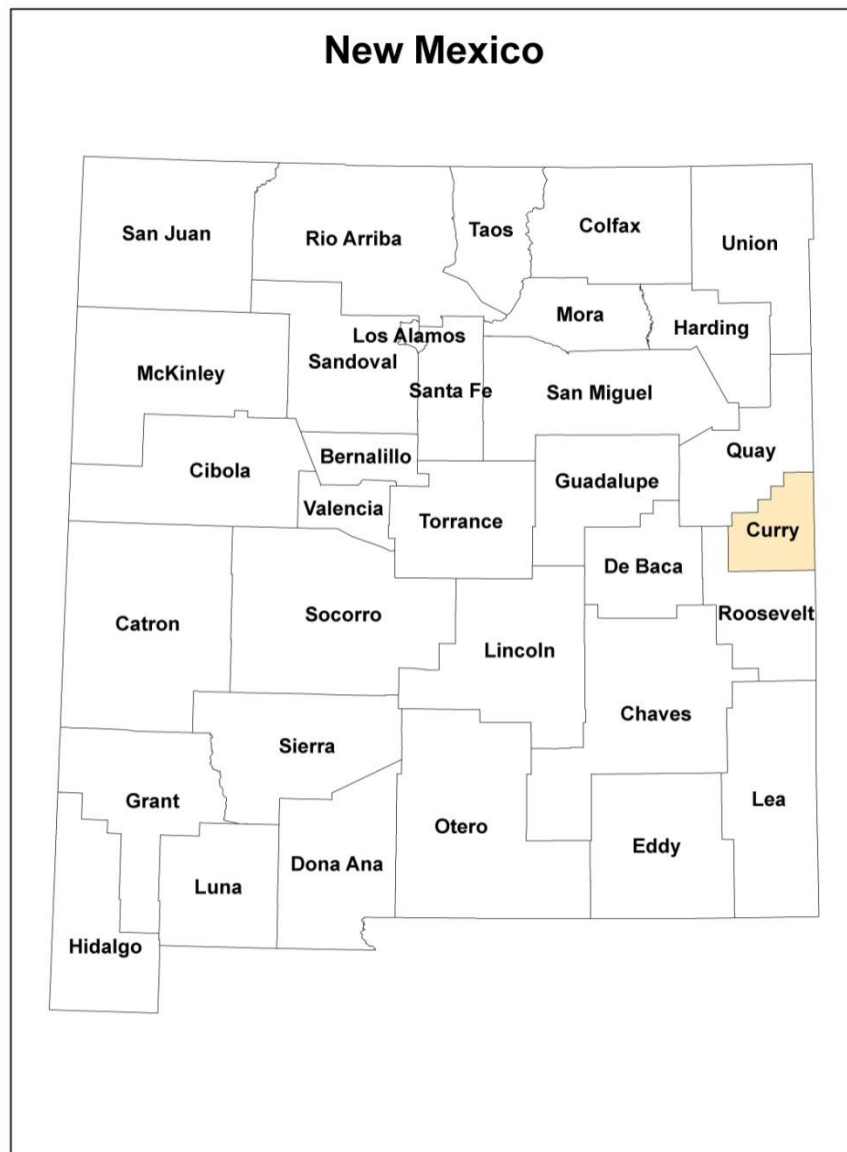 New Mexico
San Juan
Rio Arriba
Taos
Colfax
Union
Mora
Harding
Los Alamos
Sandoval
McKinley
Santa Fe
San Miguel
Quay
Bernalillo
Cibola
Guadalupe
Valencia
Torrance
Curry
De Baca
Roosevelt
Catron
Socorro
Lincoln
Chaves
Sierra
Grant
Lea
Otero
Eddy
Dona Ana
Luna
Hidalgo